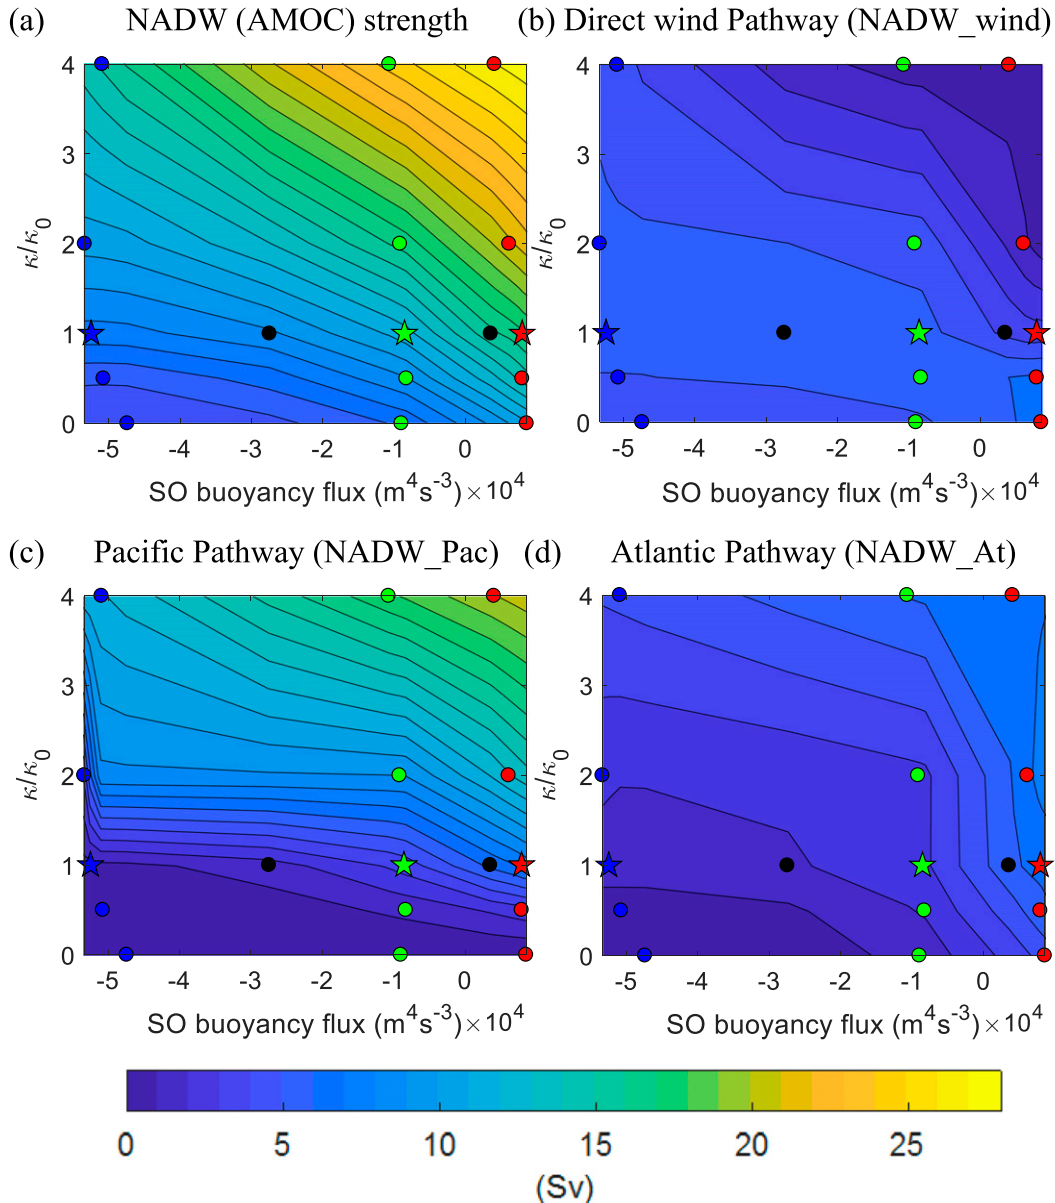 (a) NADW (AMOC) strength
(b) Direct wind Pathway (NADW_wind)
4
3
2
1
0
κ/κ₀
-5 -4 -3 -2 -1 0
SO buoyancy flux (m⁴s⁻³)×10⁴
4
3
2
1
0
κ/κ₀
-5 -4 -3 -2 -1 0
SO buoyancy flux (m⁴s⁻³)×10⁴
(c) Pacific Pathway (NADW_Pac)
(d) Atlantic Pathway (NADW_At)
4
3
2
1
0
κ/κ₀
-5 -4 -3 -2 -1 0
SO buoyancy flux (m⁴s⁻³)×10⁴
4
3
2
1
0
κ/κ₀
-5 -4 -3 -2 -1 0
SO buoyancy flux (m⁴s⁻³)×10⁴
0 5 10 15 20 25
(Sv)